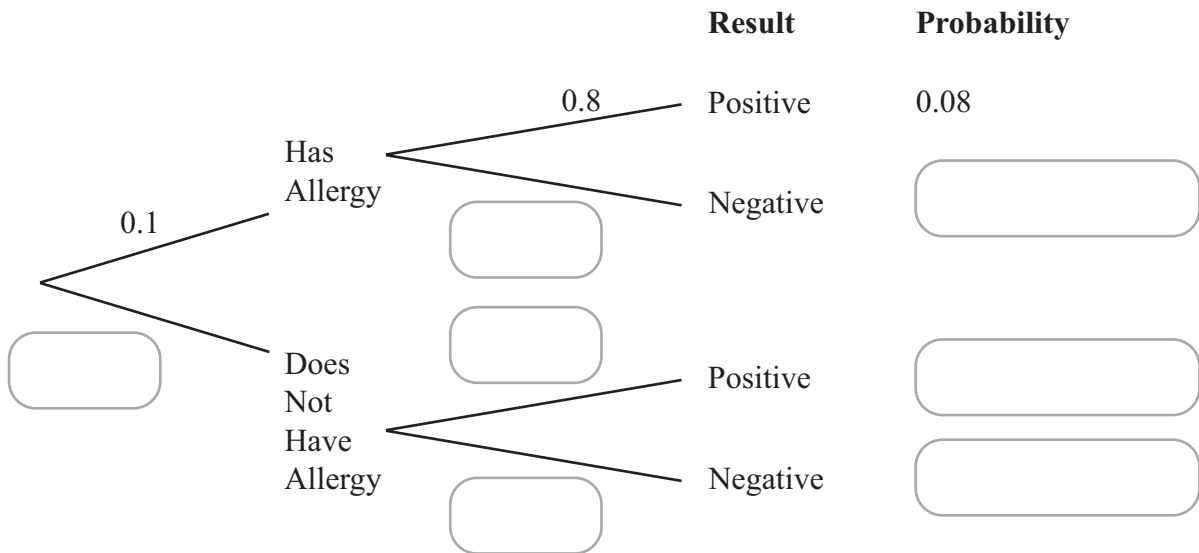 Result Probability
0.8 Positive 0.08
Has
Allergy
Negative
0.1
Does
Not
Have
Allergy
Positive
Negative